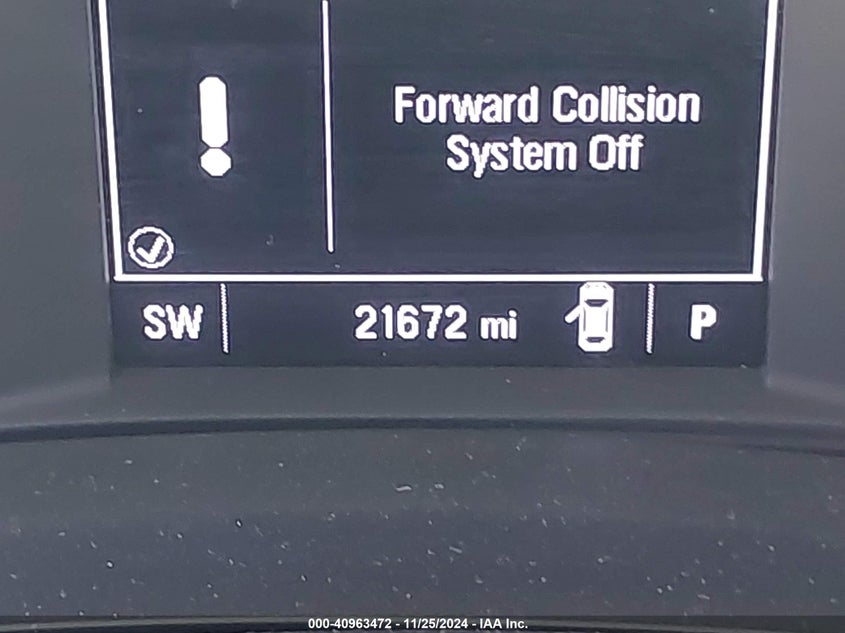 Forward Collision
System Off
SW 21672 mi P
000-40963472 - 11/25/2024 - IAA Inc.